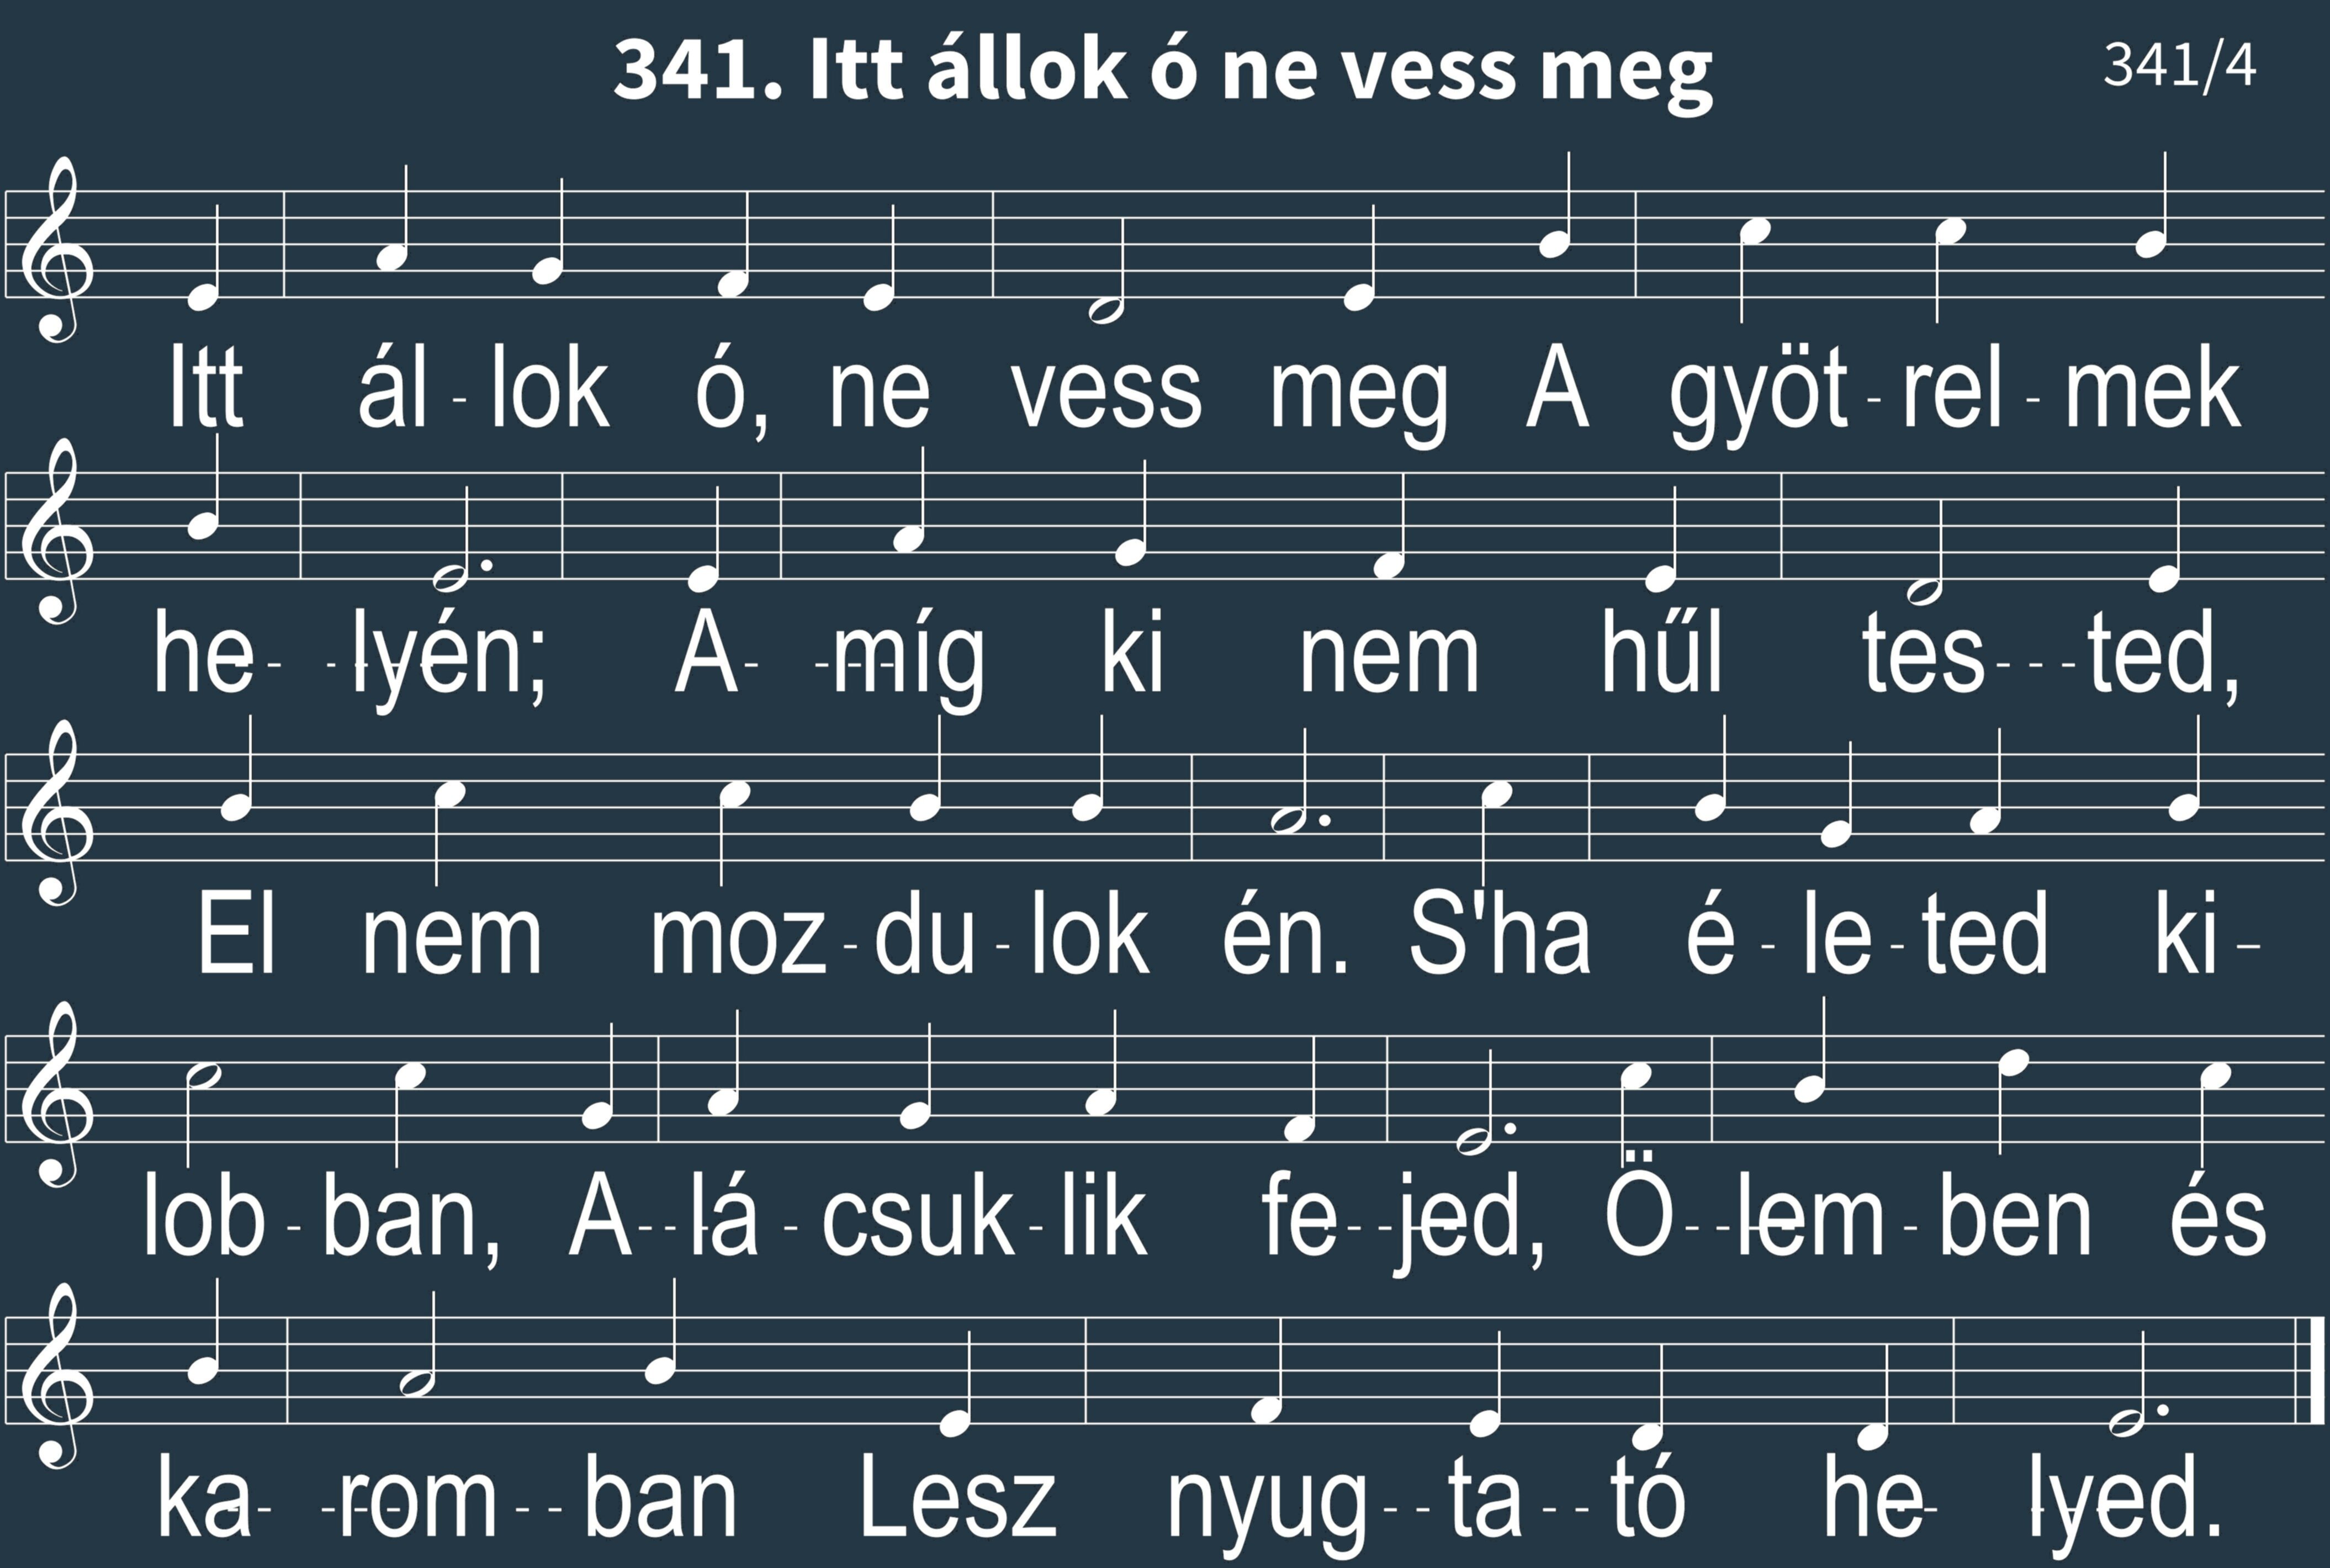 341. Itt állok ó ne vess meg
341/4
Itt ál-lok ó, ne vess meg A gyöt-rel-mek
he-lyén; A-míg ki nem hűl tes-ted,
El nem moz-du-lok én. S'ha é-le-ted ki-
lob-ban, A-lá-csuk-lik fe-jed, Ö-lem-ben és
ka-rom-ban Lesz nyug-ta-tó he-lyed.